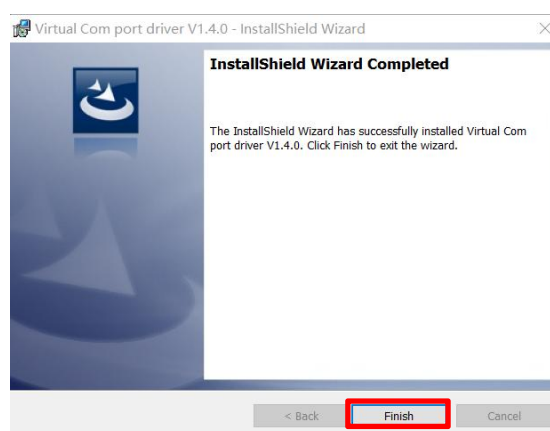 Virtual Com port driver V1.4.0 - InstallShield Wizard
InstallShield Wizard Completed
The InstallShield Wizard has successfully installed Virtual Com
port driver V1.4.0. Click Finish to exit the wizard.
< Back
Finish
Cancel